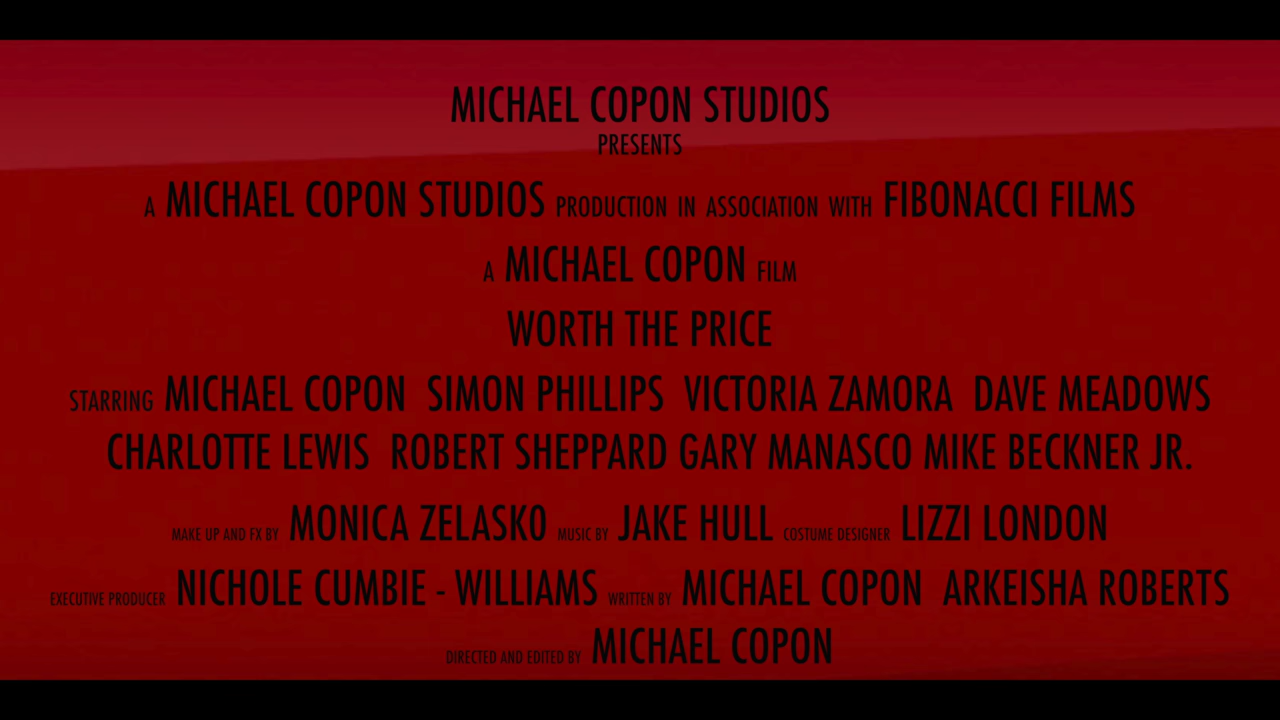 MICHAEL COPON STUDIOS
PRESENTS
A MICHAEL COPON STUDIOS PRODUCTION IN ASSOCIATION WITH FIBONACCI FILMS
A MICHAEL COPON FILM
WORTH THE PRICE
STARRING MICHAEL COPON SIMON PHILLIPS VICTORIA ZAMORA DAVE MEADOWS
CHARLOTTE LEWIS ROBERT SHEPPARD GARY MANASCO MIKE BECKNER JR.
MAKE UP AND FX BY MONICA ZELASKO MUSIC BY JAKE HULL COSTUME DESIGNER LIZZI LONDON
EXECUTIVE PRODUCER NICHOLE CUMBIE - WILLIAMS WRITTEN BY MICHAEL COPON ARKEISHA ROBERTS
DIRECTED AND EDITED BY MICHAEL COPON